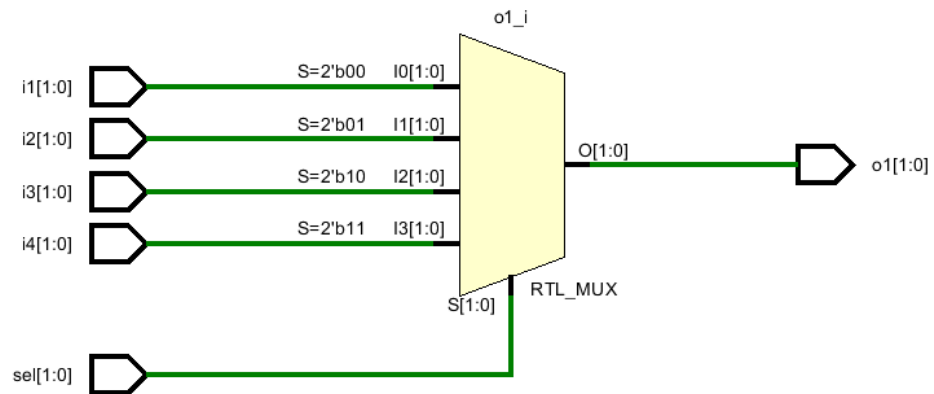 o1_i
i1[1:0] S=2'b00 I0[1:0]
i2[1:0] S=2'b01 I1[1:0]
O[1:0] o1[1:0]
i3[1:0] S=2'b10 I2[1:0]
i4[1:0] S=2'b11 I3[1:0]
S[1:0] RTL_MUX
sel[1:0]